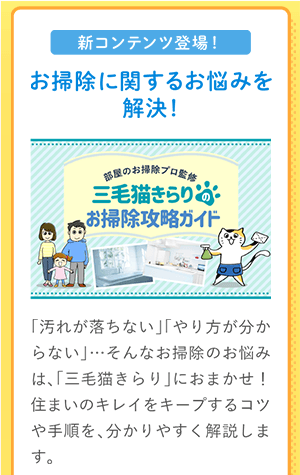 新コンテンツ登場！
お掃除に関するお悩みを
解決！
部屋のお掃除プロ監修
三毛猫きらりの
お掃除攻略ガイド
「汚れが落ちない」「やり方が分か
らない」…そんなお掃除のお悩み
は、「三毛猫きらり」におまかせ！
住まいのキレイをキープするコツ
や手順を、分かりやすく解説しま
す。